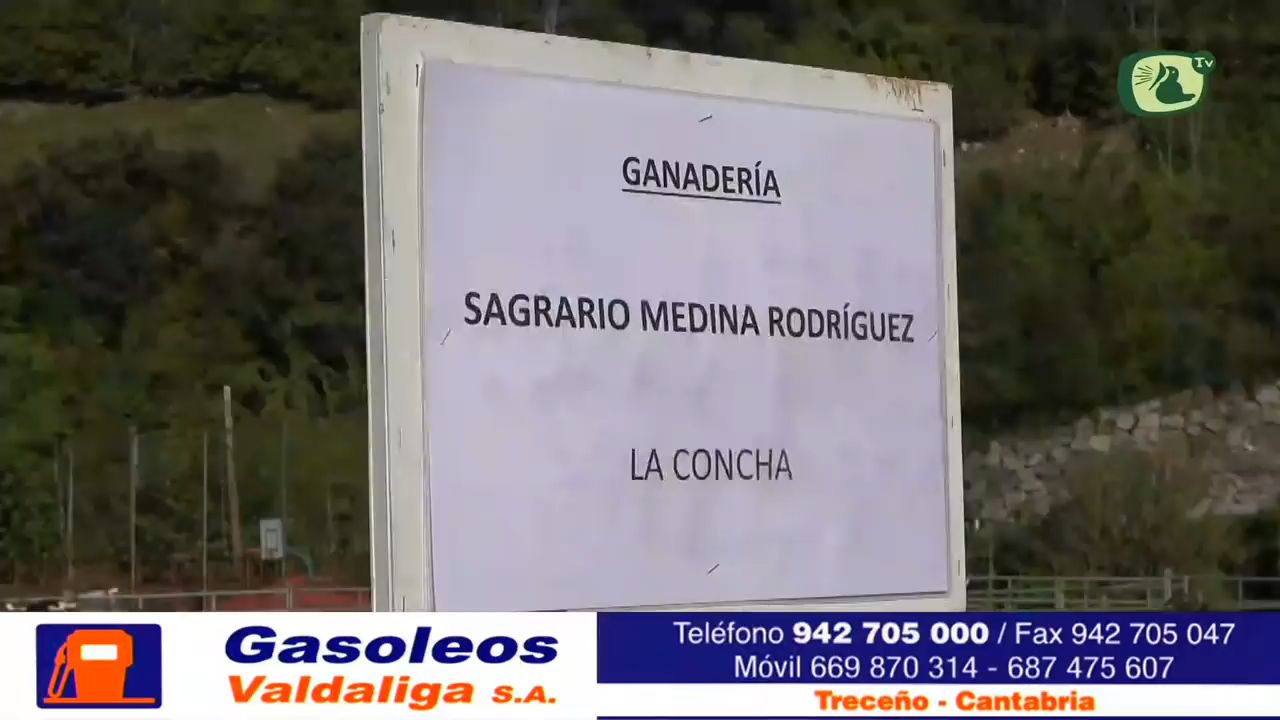 Tv
GANADERÍA
SAGRARIO MEDINA RODRÍGUEZ
LA CONCHA
Gasoleos
Valdaliga S.A.
Teléfono 942 705 000 / Fax 942 705 047
Móvil 669 870 314 - 687 475 607
Treceño - Cantabria